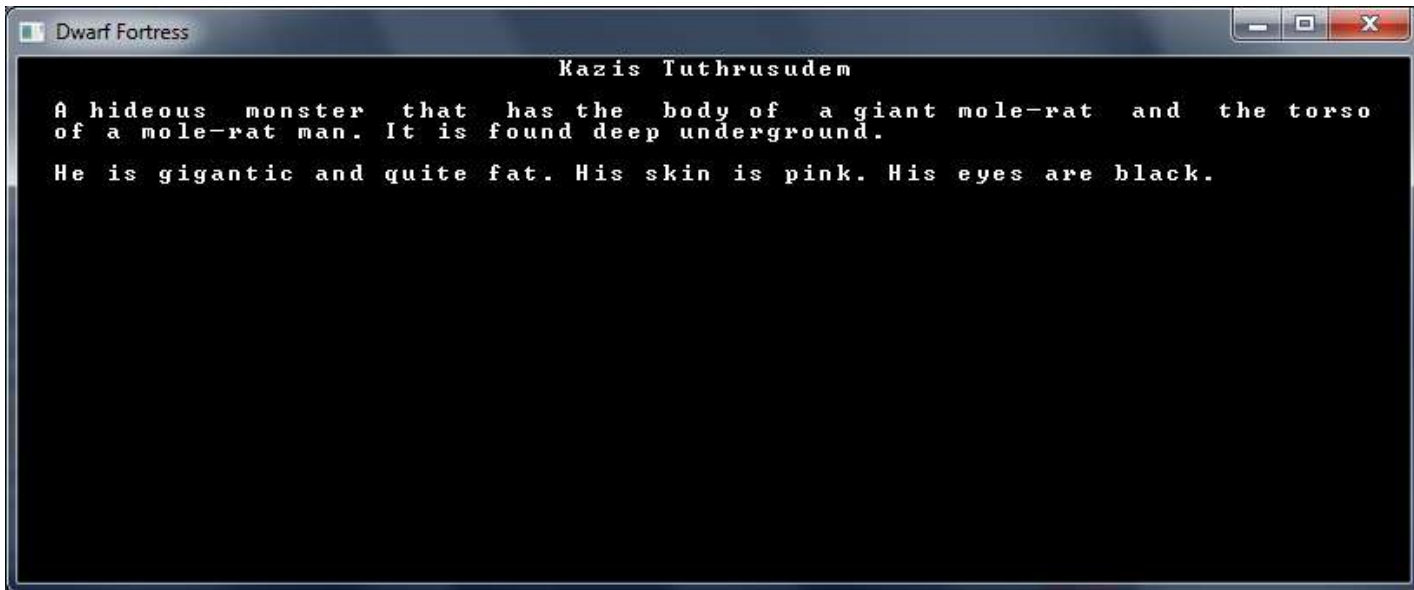 Dwarf Fortress
Kazis Tuthrusudem
A hideous monster that has the body of a giant mole-rat and the torso
of a mole-rat man. It is found deep underground.
He is gigantic and quite fat. His skin is pink. His eyes are black.